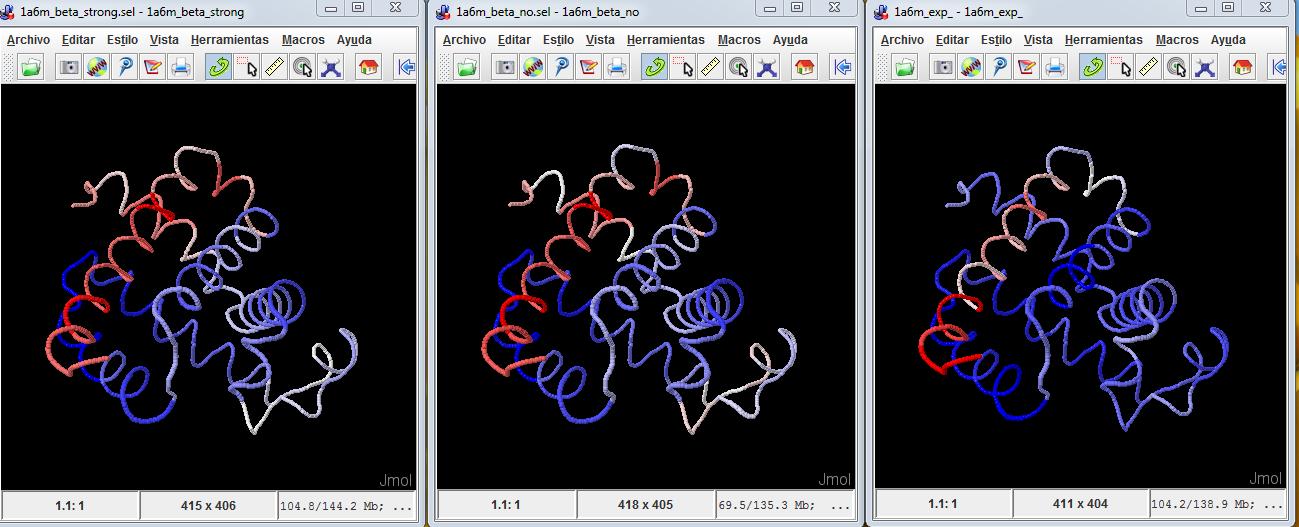 1a6m_beta_strong.sel - 1a6m_beta_strong
Archivo Editar Estilo Vista Herramientas Macros Ayuda
Jmol
1.1: 1 415 x 406 104.8/144.2 Mb; ...
1a6m_beta_no.sel - 1a6m_beta_no
Archivo Editar Estilo Vista Herramientas Macros Ayuda
Jmol
1.1: 1 418 x 405 69.5/135.3 Mb; ...
1a6m_exp_ - 1a6m_exp_
Archivo Editar Estilo Vista Herramientas Macros Ayuda
Jmol
1.1: 1 411 x 404 104.2/138.9 Mb; ...